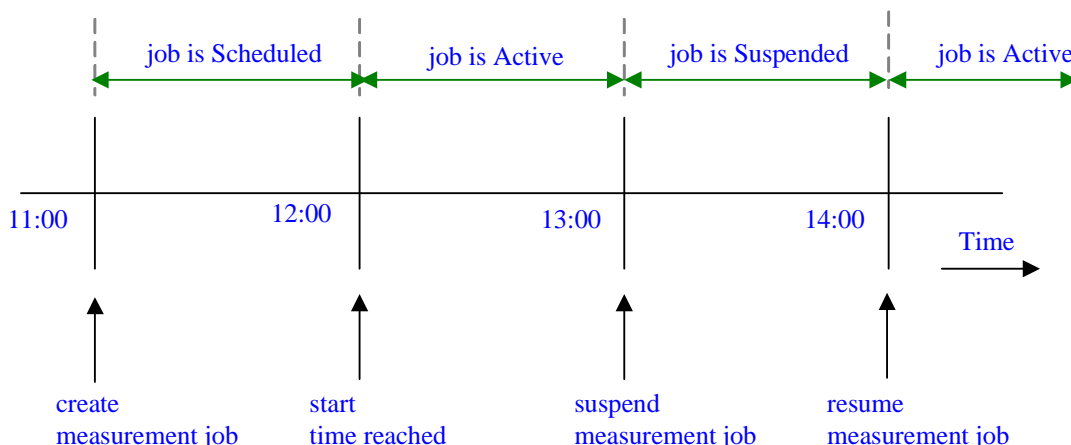 job is Scheduled
job is Active
job is Suspended
job is Active
11:00
12:00
13:00
14:00
Time
create
measurement job
start
time reached
suspend
measurement job
resume
measurement job